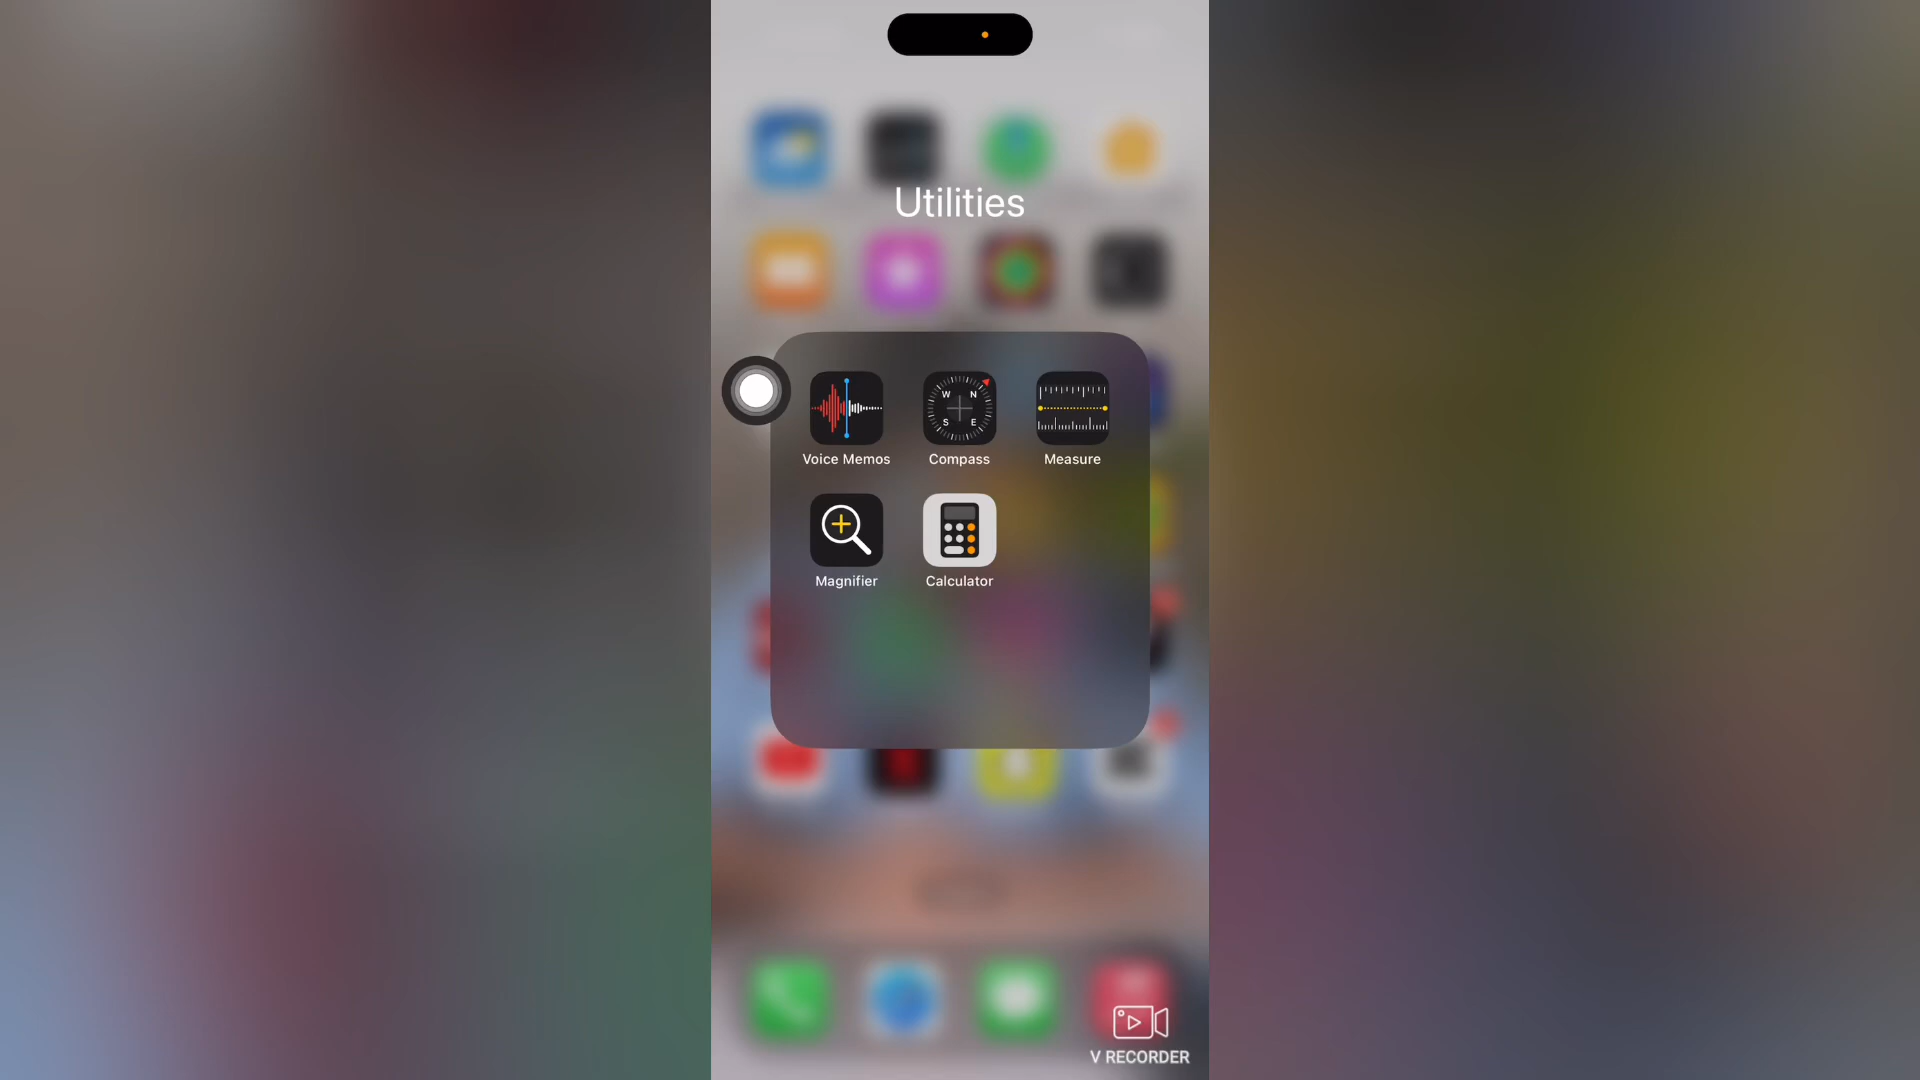 Utilities
W N
S E
Voice Memos
Compass
Measure
Magnifier
Calculator
V RECORDER